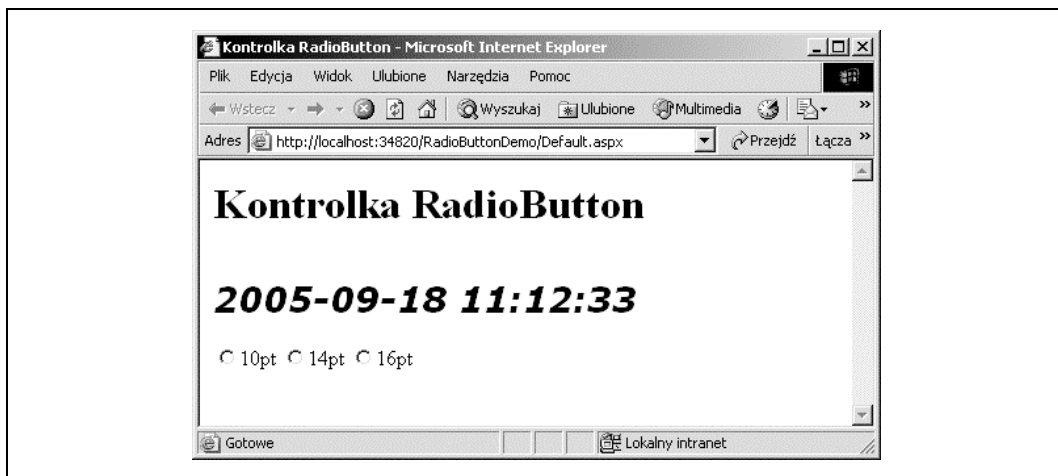 Kontrolka RadioButton - Microsoft Internet Explorer
Plik Edycja Widok Ulubione Narzędzia Pomoc
Wstecz Wyszukaj Ulubione Multimedia »
Adres http://localhost:34820/RadioButtonDemo/Default.aspx Przejdź Łącza »
Kontrolka RadioButton
2005-09-18 11:12:33
10pt 14pt 16pt
Gotowe Lokalny intranet